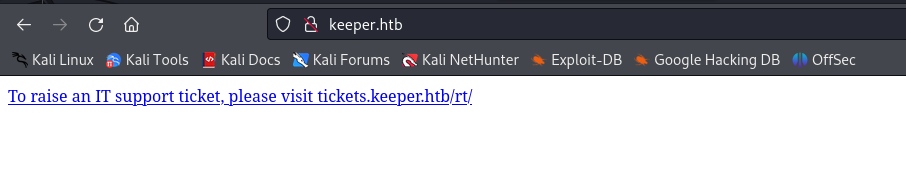 keeper.htb
Kali Linux Kali Tools Kali Docs Kali Forums Kali NetHunter Exploit-DB Google Hacking DB OffSec
To raise an IT support ticket, please visit tickets.keeper.htb/rt/